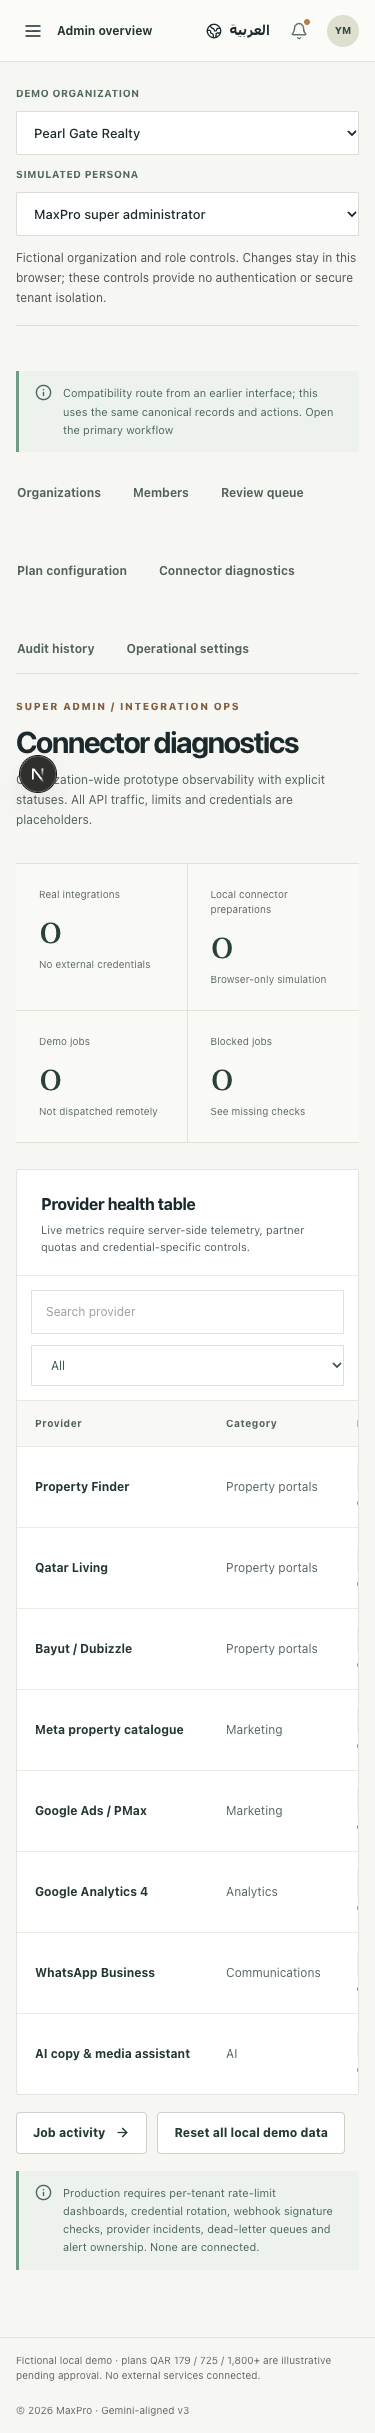 Admin overview
العربية
YM
DEMO ORGANIZATION
Pearl Gate Realty
SIMULATED PERSONA
MaxPro super administrator
Fictional organization and role controls. Changes stay in this
browser; these controls provide no authentication or secure
tenant isolation.
Compatibility route from an earlier interface; this
uses the same canonical records and actions. Open
the primary workflow
Organizations Members Review queue
Plan configuration Connector diagnostics
Audit history Operational settings
SUPER ADMIN / INTEGRATION OPS
Connector diagnostics
N
prototype observability with explicit
statuses. All API traffic, limits and credentials are
placeholders.
Real integrations
0
No external credentials
Local connector
preparations
0
Browser-only simulation
Demo jobs
0
Not dispatched remotely
Blocked jobs
0
See missing checks
Provider health table
Live metrics require server-side telemetry, partner
quotas and credential-specific controls.
Search provider
All
Provider Category
Property Finder Property portals
Qatar Living Property portals
Bayut / Dubizzle Property portals
Meta property catalogue Marketing
Google Ads / PMax Marketing
Google Analytics 4 Analytics
WhatsApp Business Communications
AI copy & media assistant AI
Job activity →
Reset all local demo data
Production requires per-tenant rate-limit
dashboards, credential rotation, webhook signature
checks, provider incidents, dead-letter queues and
alert ownership. None are connected.
Fictional local demo · plans QAR 179 / 725 / 1,800+ are illustrative
pending approval. No external services connected.
© 2026 MaxPro · Gemini-aligned v3